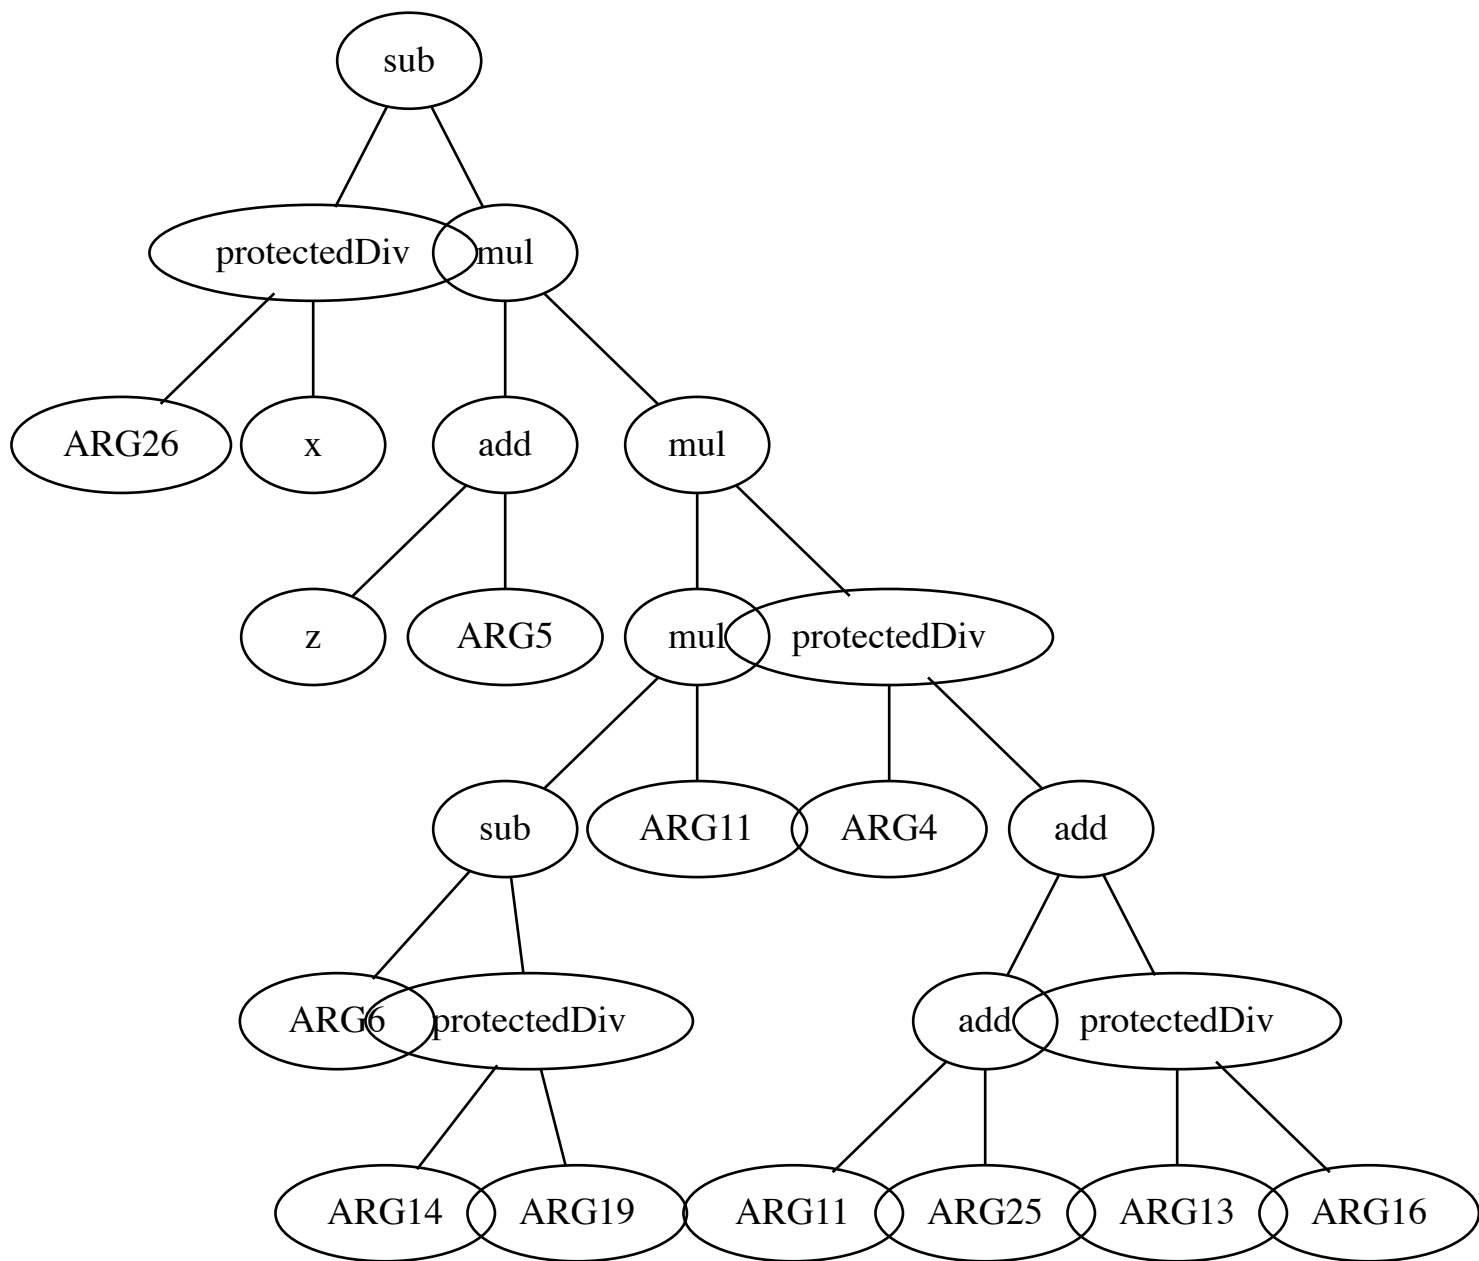 sub
protectedDiv mul
ARG26 x add mul
z ARG5 mul protectedDiv
sub ARG11 ARG4 add
ARG6 protectedDiv add protectedDiv
ARG14 ARG19 ARG11 ARG25 ARG13 ARG16